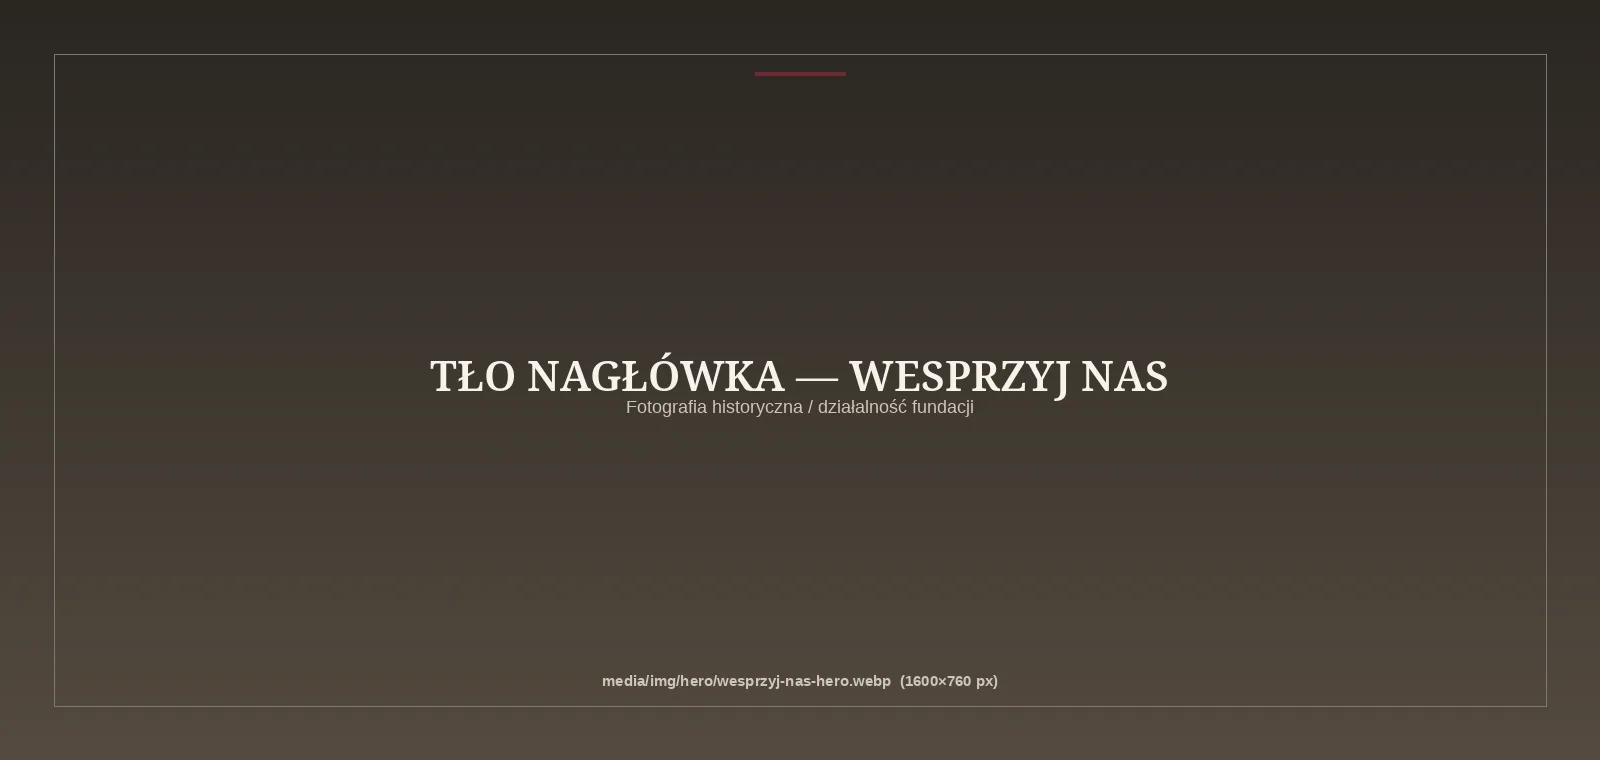 TŁO NAGŁÓWKA — WESPRZYJ NAS
Fotografia historyczna / działalność fundacji
media/img/hero/wesprzyj-nas-hero.webp (1600×760 px)